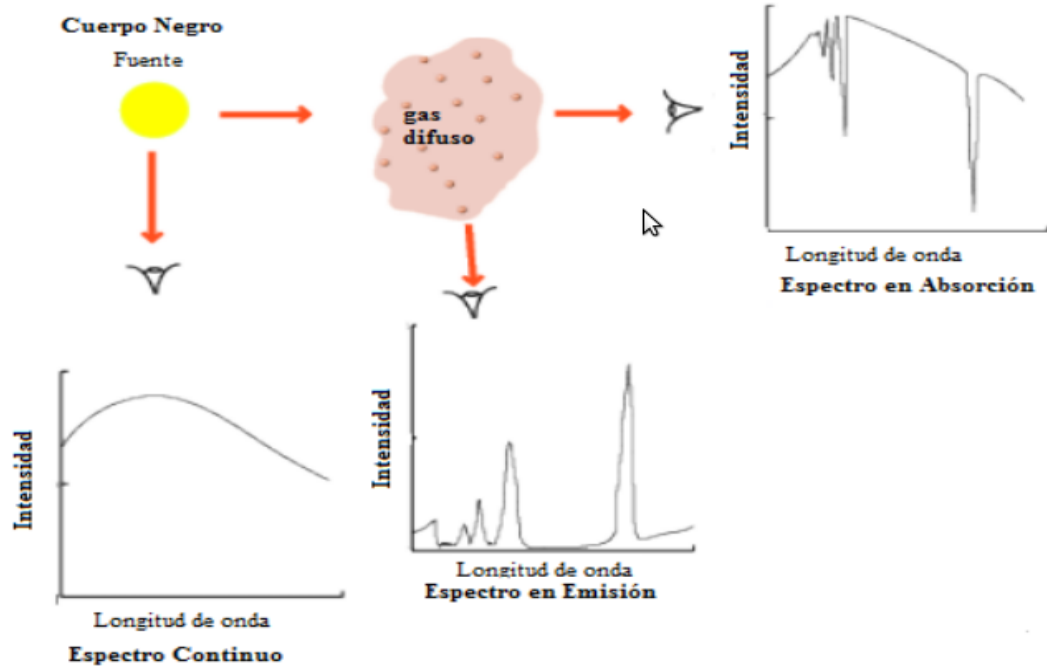 Cuerpo Negro
Fuente
gas
difuso
Intensidad
Longitud de onda
Espectro en Absorción
Intensidad
Longitud de onda
Espectro en Emisión
Intensidad
Longitud de onda
Espectro Continuo